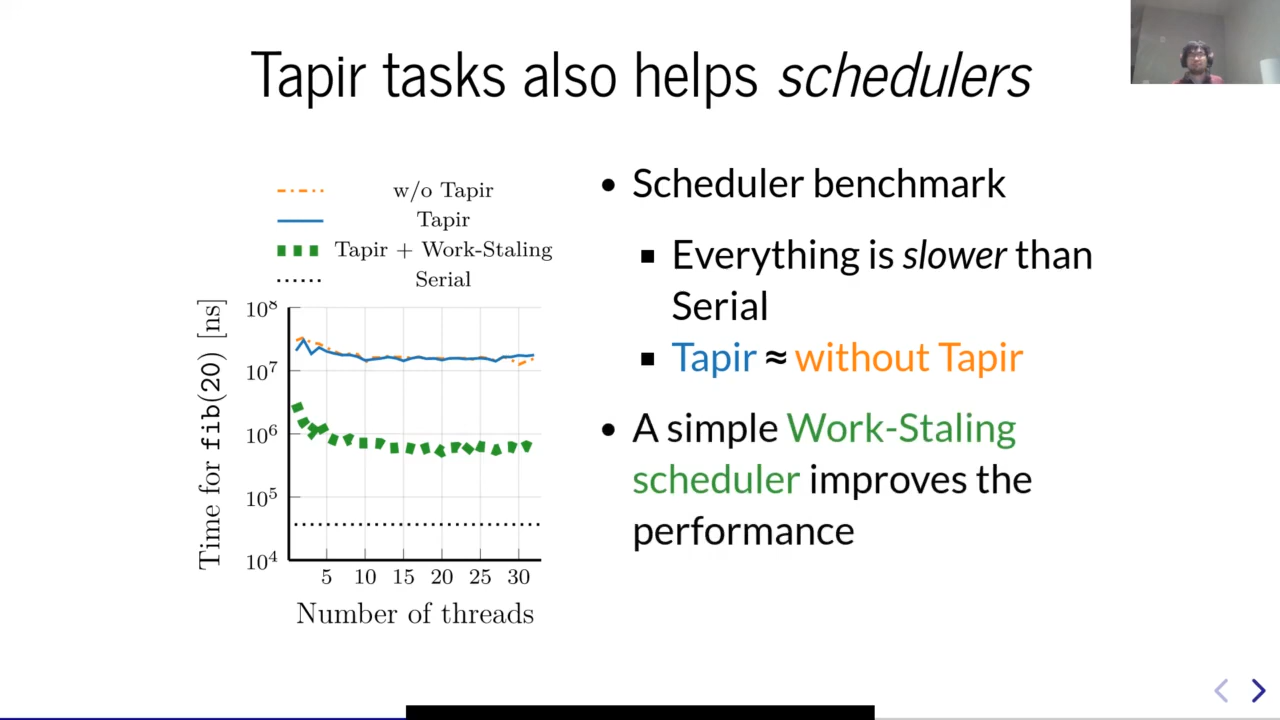 Tapir tasks also helps schedulers
w/o Tapir
Tapir
Tapir + Work-Staling
Serial
Time for fib(20) [ns]
10⁸
10⁷
10⁶
10⁵
10⁴
5 10 15 20 25 30
Number of threads
• Scheduler benchmark
▪ Everything is slower than
Serial
▪ Tapir ≈ without Tapir
• A simple Work-Staling
scheduler improves the
performance